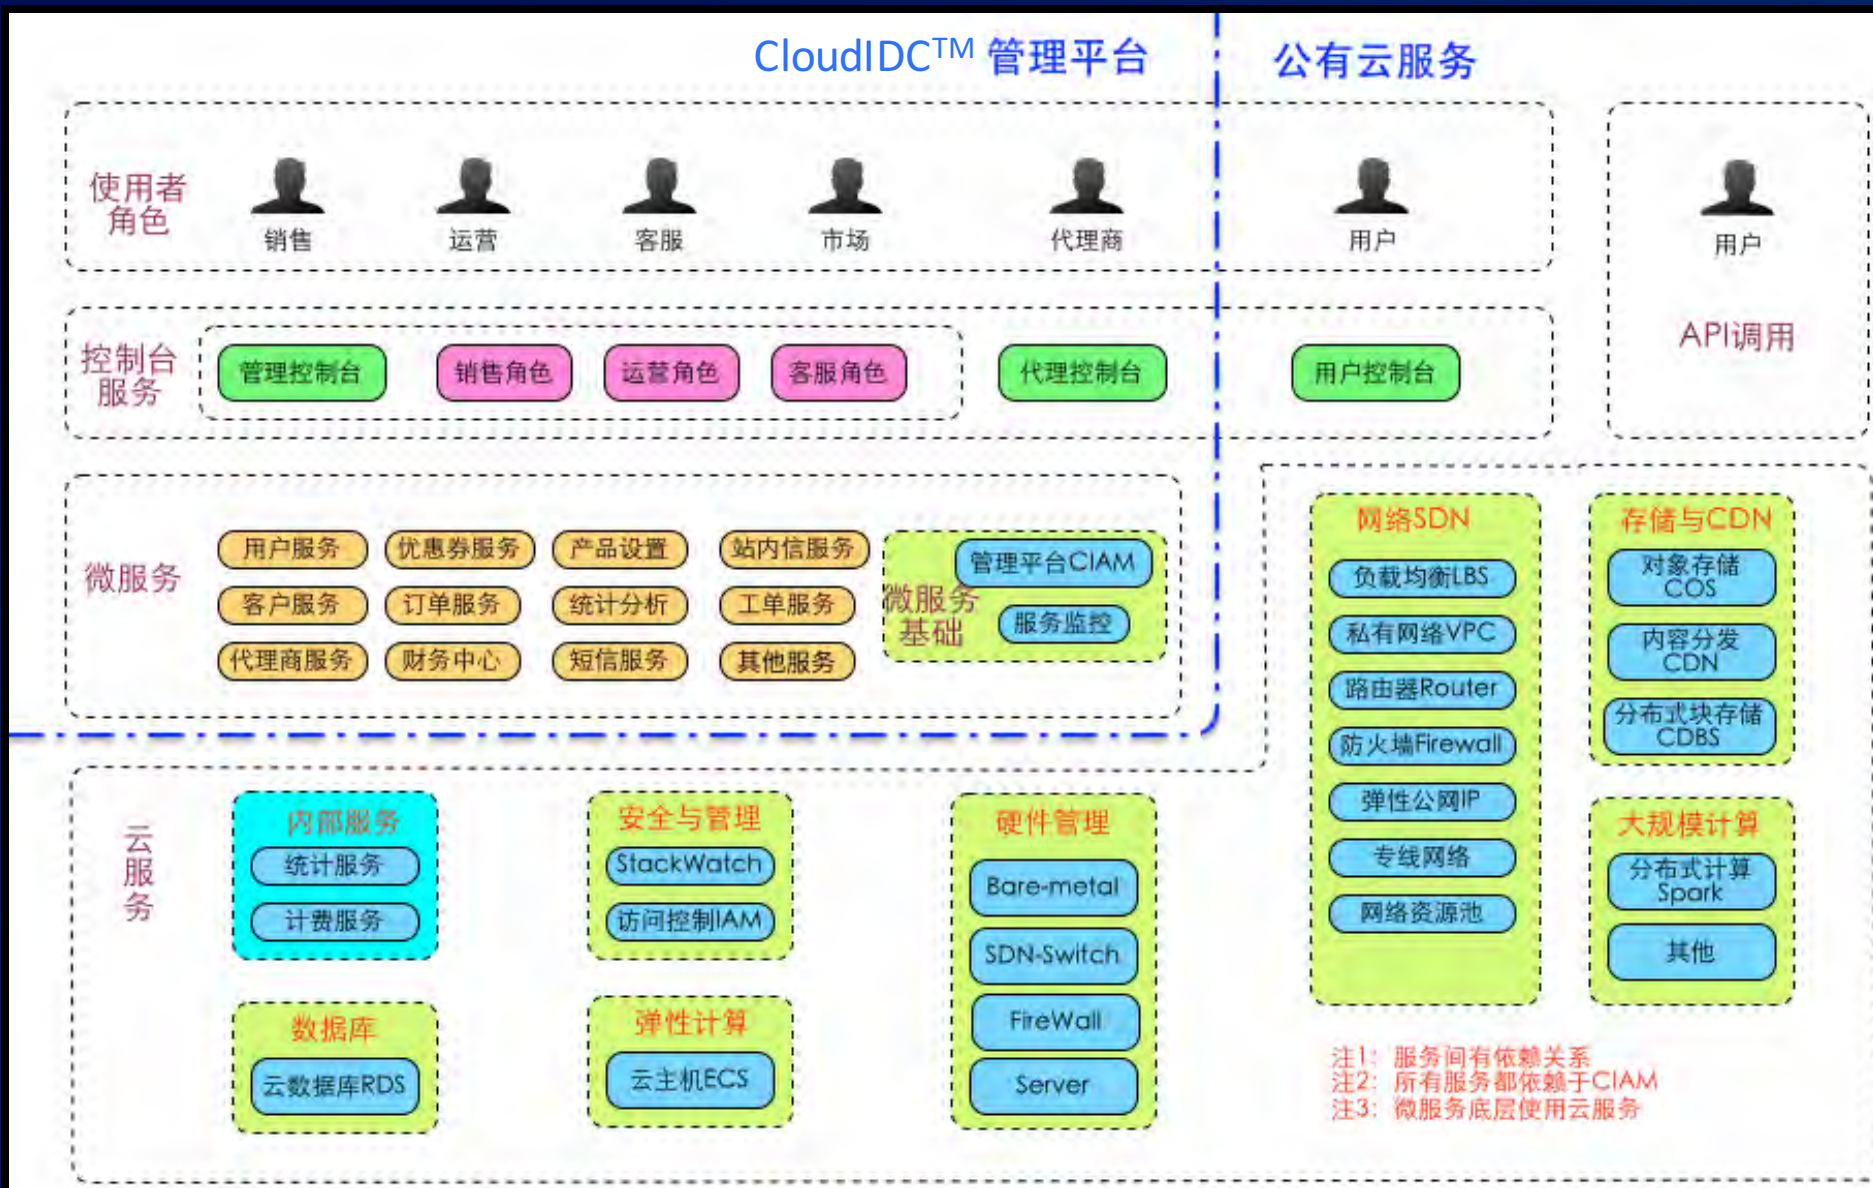 CloudIDC™ 管理平台
公有云服务
使用者
角色
销售
运营
客服
市场
代理商
用户
用户
API调用
控制台
服务
管理控制台
销售角色
运营角色
客服角色
代理控制台
用户控制台
微服务
用户服务
优惠券服务
产品设置
站内信服务
客户服务
订单服务
统计分析
工单服务
代理商服务
财务中心
短信服务
其他服务
微服务
基础
管理平台CIAM
服务监控
网络SDN
负载均衡LBS
私有网络VPC
路由器Router
防火墙Firewall
弹性公网IP
专线网络
网络资源池
存储与CDN
对象存储
COS
内容分发
CDN
分布式块存储
CDBS
大规模计算
分布式计算
Spark
其他
云
服
务
内部服务
统计服务
计费服务
安全与管理
StackWatch
访问控制IAM
硬件管理
Bare-metal
SDN-Switch
FireWall
Server
数据库
云数据库RDS
弹性计算
云主机ECS
注1：服务间有依赖关系
注2：所有服务都依赖于CIAM
注3：微服务底层使用云服务